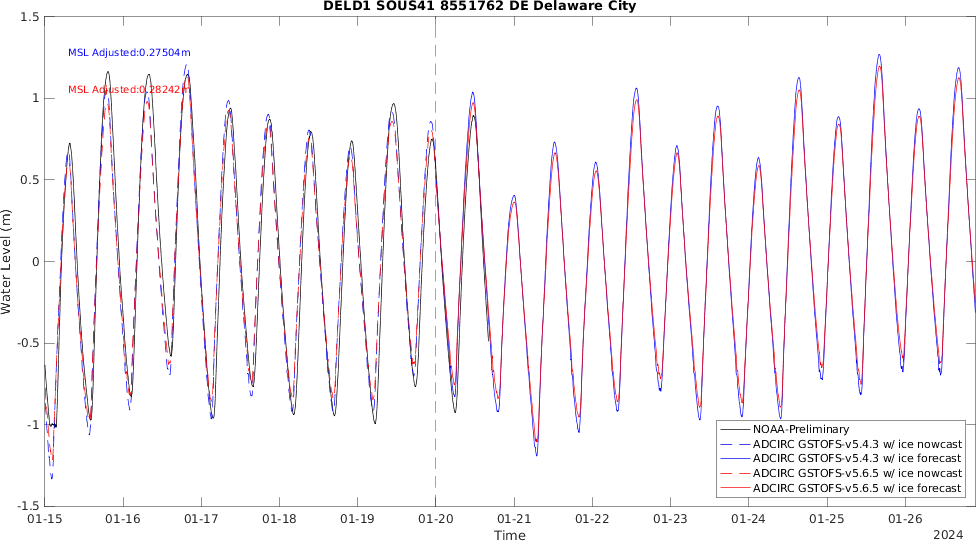 DELD1 SOUS41 8551762 DE Delaware City
1.5
MSL Adjusted:0.27504m
MSL Adjusted:0.28242m
1
0.5
0
-0.5
-1
-1.5
Water Level (m)
NOAA-Preliminary
ADCIRC GSTOFS-v5.4.3 w/ ice nowcast
ADCIRC GSTOFS-v5.4.3 w/ ice forecast
ADCIRC GSTOFS-v5.6.5 w/ ice nowcast
ADCIRC GSTOFS-v5.6.5 w/ ice forecast
01-15 01-16 01-17 01-18 01-19 01-20 01-21 01-22 01-23 01-24 01-25 01-26
Time
2024